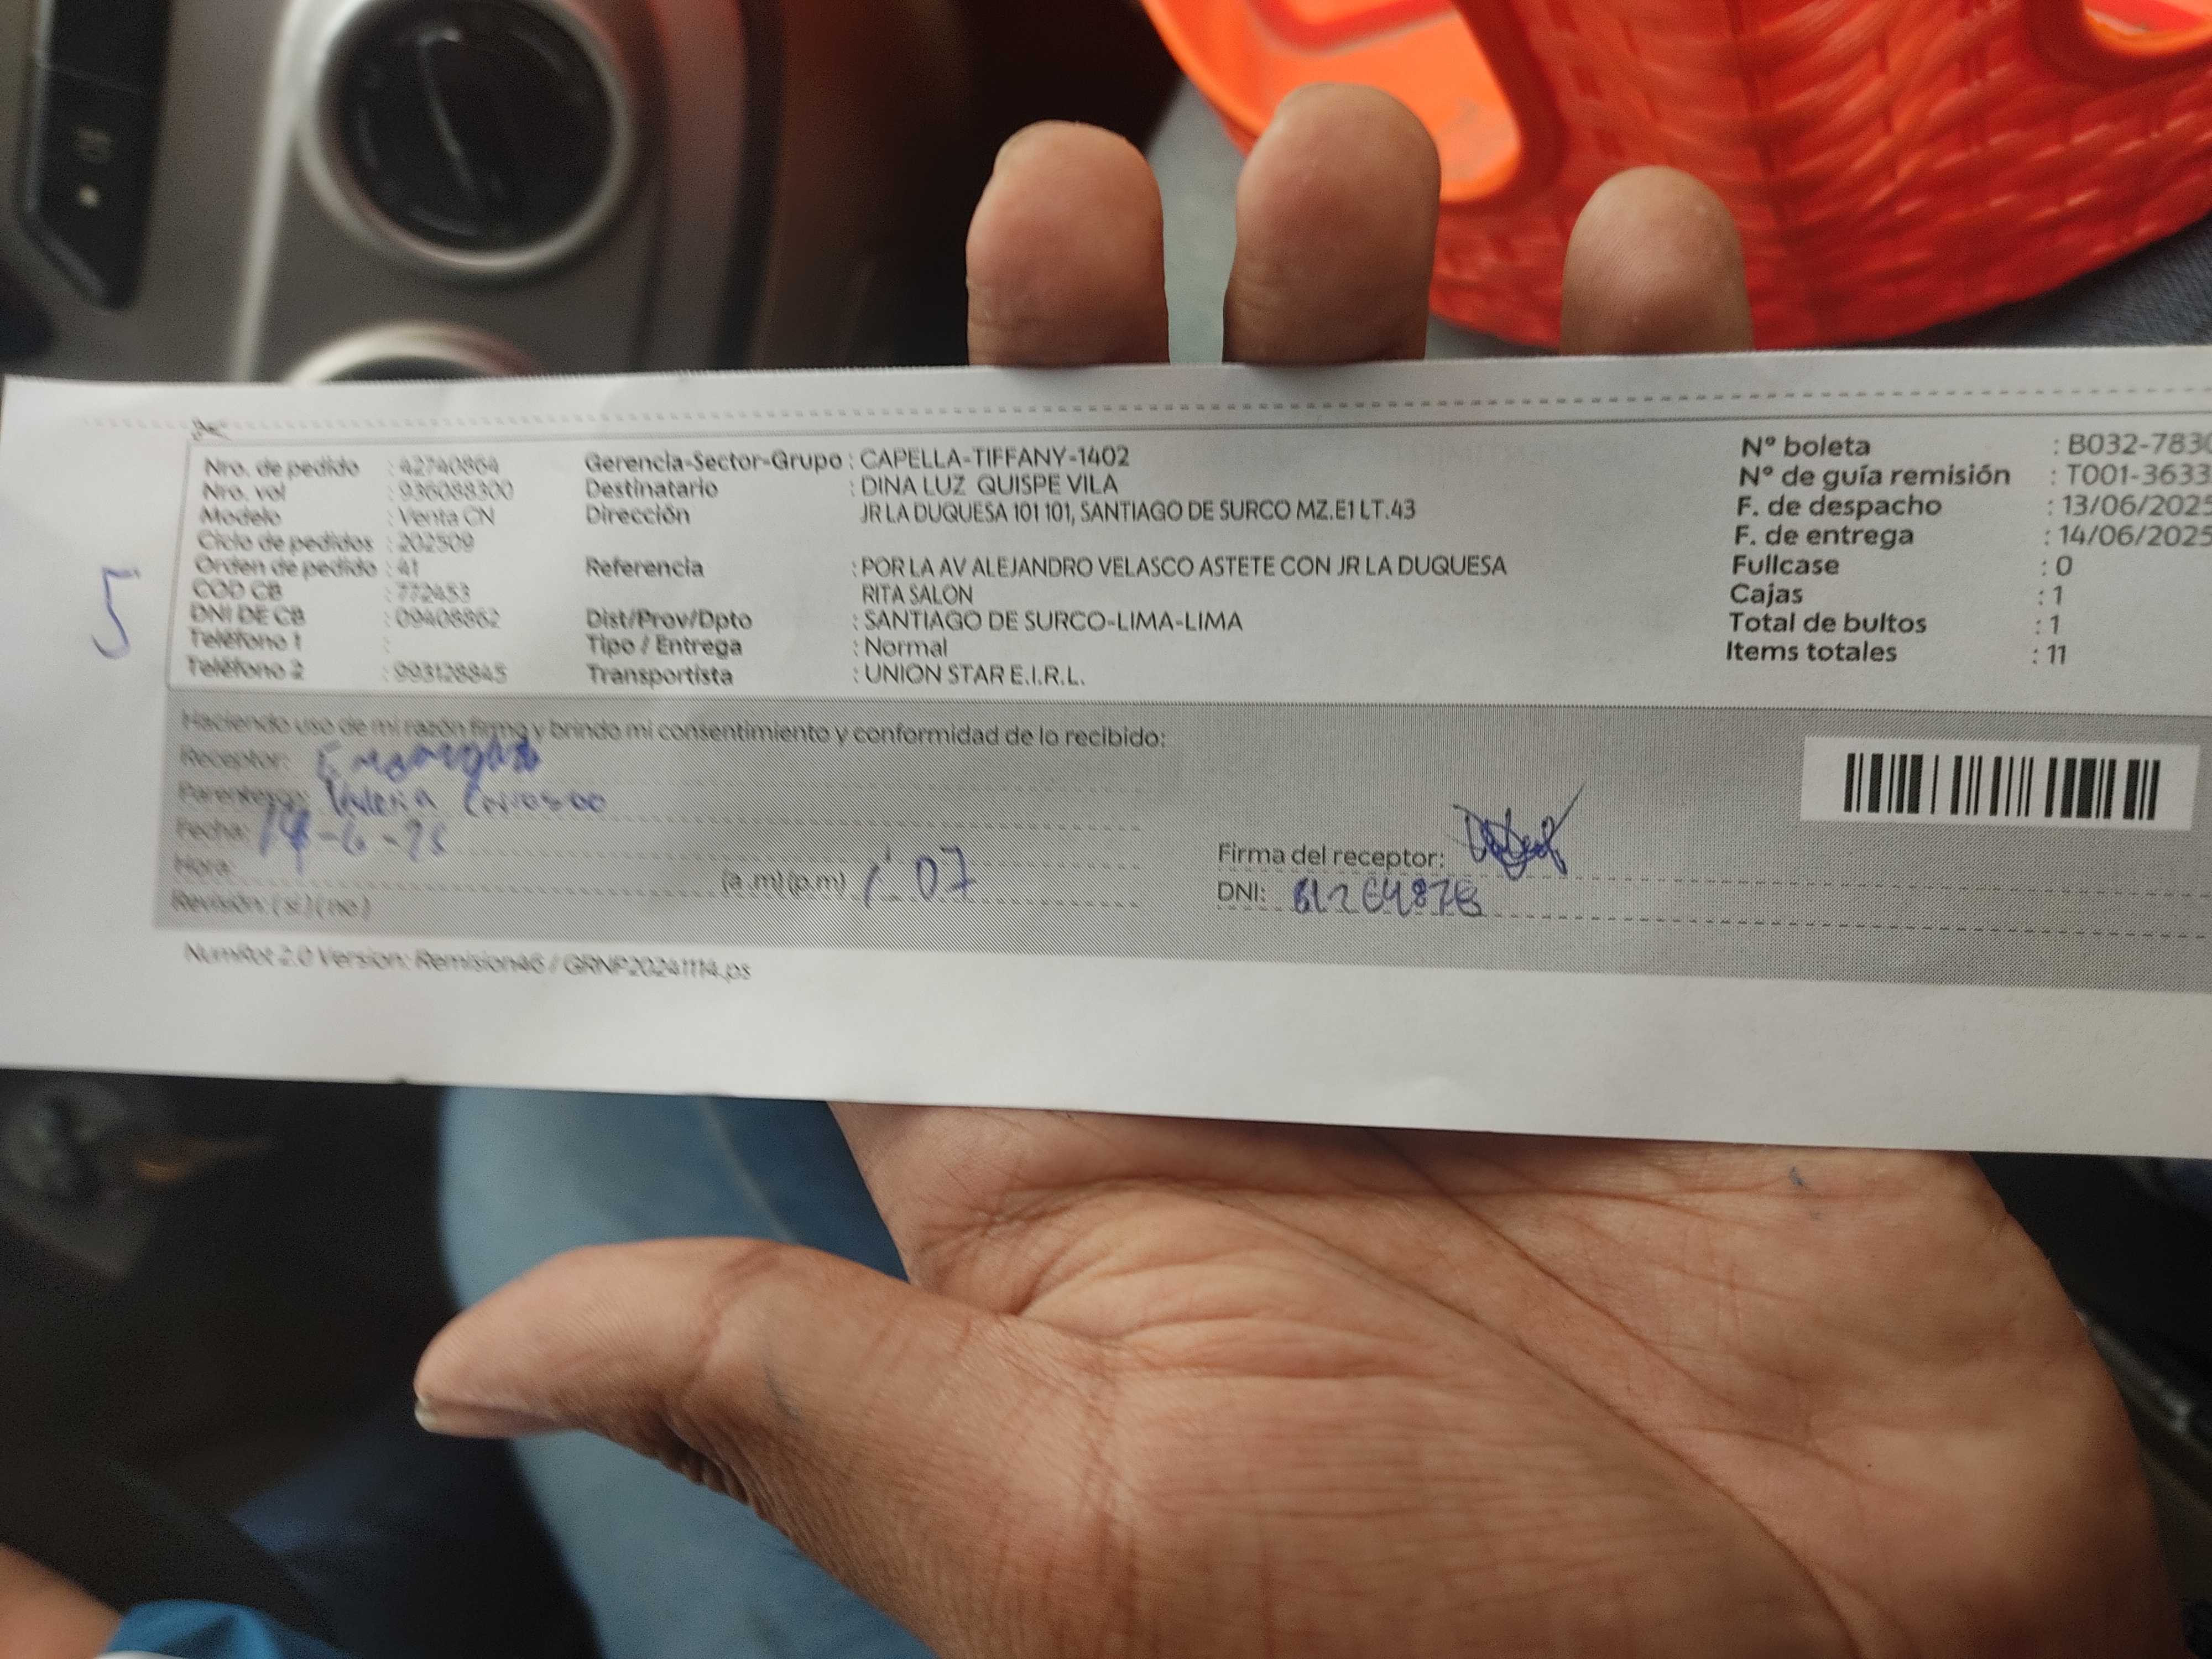 Nro. de pedido : 42740864
Nro. vol : 936088300
Modelo : Venta CN
Ciclo de pedidos : 202509
Orden de pedido : 41
COD CB : 772453
DNI DE CB : 09408862
Teléfono 1 :
Teléfono 2 : 993128845
Gerencia-Sector-Grupo : CAPELLA-TIFFANY-1402
Destinatario : DINA LUZ QUISPE VILA
Dirección JR LA DUQUESA 101 101, SANTIAGO DE SURCO MZ.E1 LT.43
Referencia : POR LA AV ALEJANDRO VELASCO ASTETE CON JR LA DUQUESA
RITA SALON
Dist/Prov/Dpto : SANTIAGO DE SURCO-LIMA-LIMA
Tipo / Entrega : Normal
Transportista : UNION STAR E.I.R.L.
Nº boleta : B032-7830
Nº de guía remisión : T001-3633
F. de despacho : 13/06/2025
F. de entrega : 14/06/2025
Fullcase : 0
Cajas : 1
Total de bultos : 1
Items totales : 11
5
Haciendo uso de mi razón firmo y brindo mi consentimiento y conformidad de lo recibido:
Receptor:
Parentesco: Valeria Carrasco
Fecha: 14-6-25
Hora: (a.m)(p.m) 1:07
Revisión: (si) (no)
Firma del receptor:
DNI:
NumRot 2.0 Version: Remision46 / GRNP20241114.ps